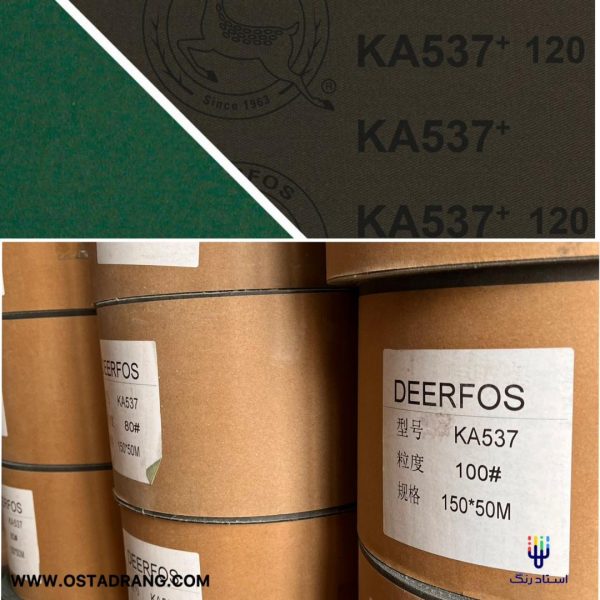 KA537⁺ 120
Since 1963
®
KA537⁺
KA537⁺ 120
DEERFOS
KA537
80#
150*50M
DEERFOS
KA537
DEERFOS
型号 KA537
粒度 100#
规格 150*50M
WWW.OSTADRANG.COM
استاد رنگ